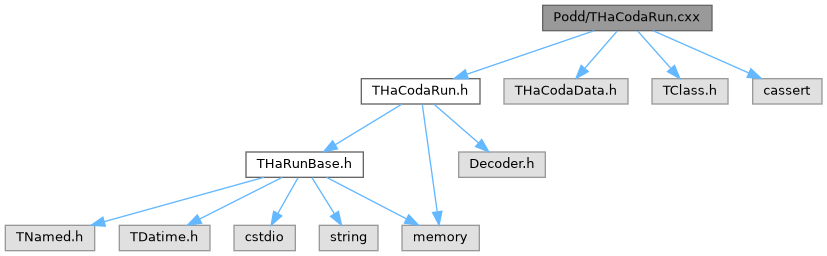 Podd/THaCodaRun.cxx
THaCodaRun.h
THaCodaData.h
TClass.h
cassert
THaRunBase.h
Decoder.h
TNamed.h
TDatime.h
cstdio
string
memory